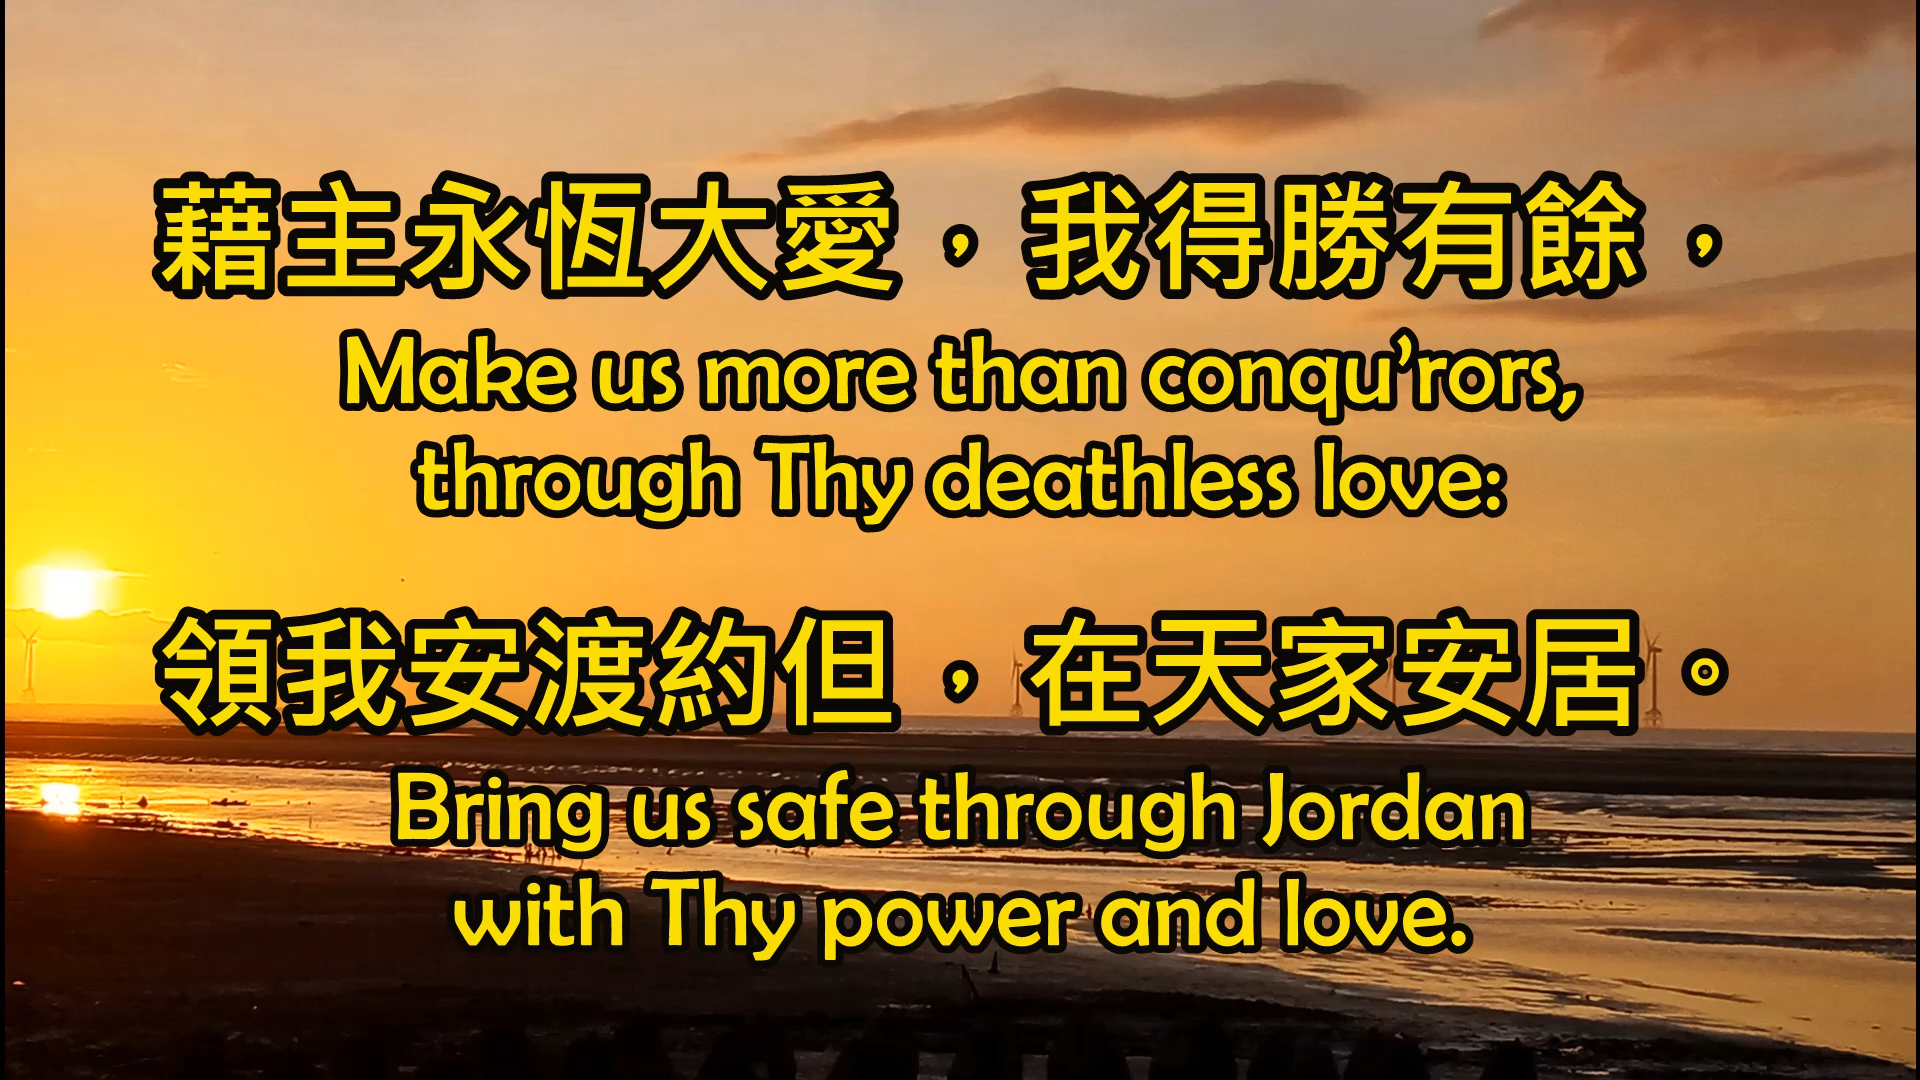 藉主永恆大愛，我得勝有餘，
Make us more than conqu’rors,
through Thy deathless love:
領我安渡約但，在天家安居。
Bring us safe through Jordan
with Thy power and love.